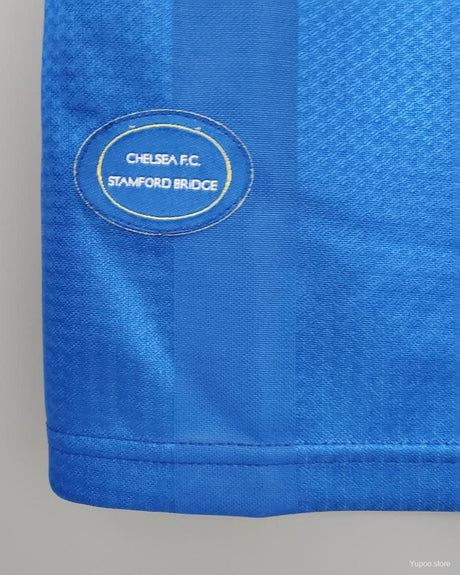 CHELSEA F.C.
STAMFORD BRIDGE
Yupoo.store